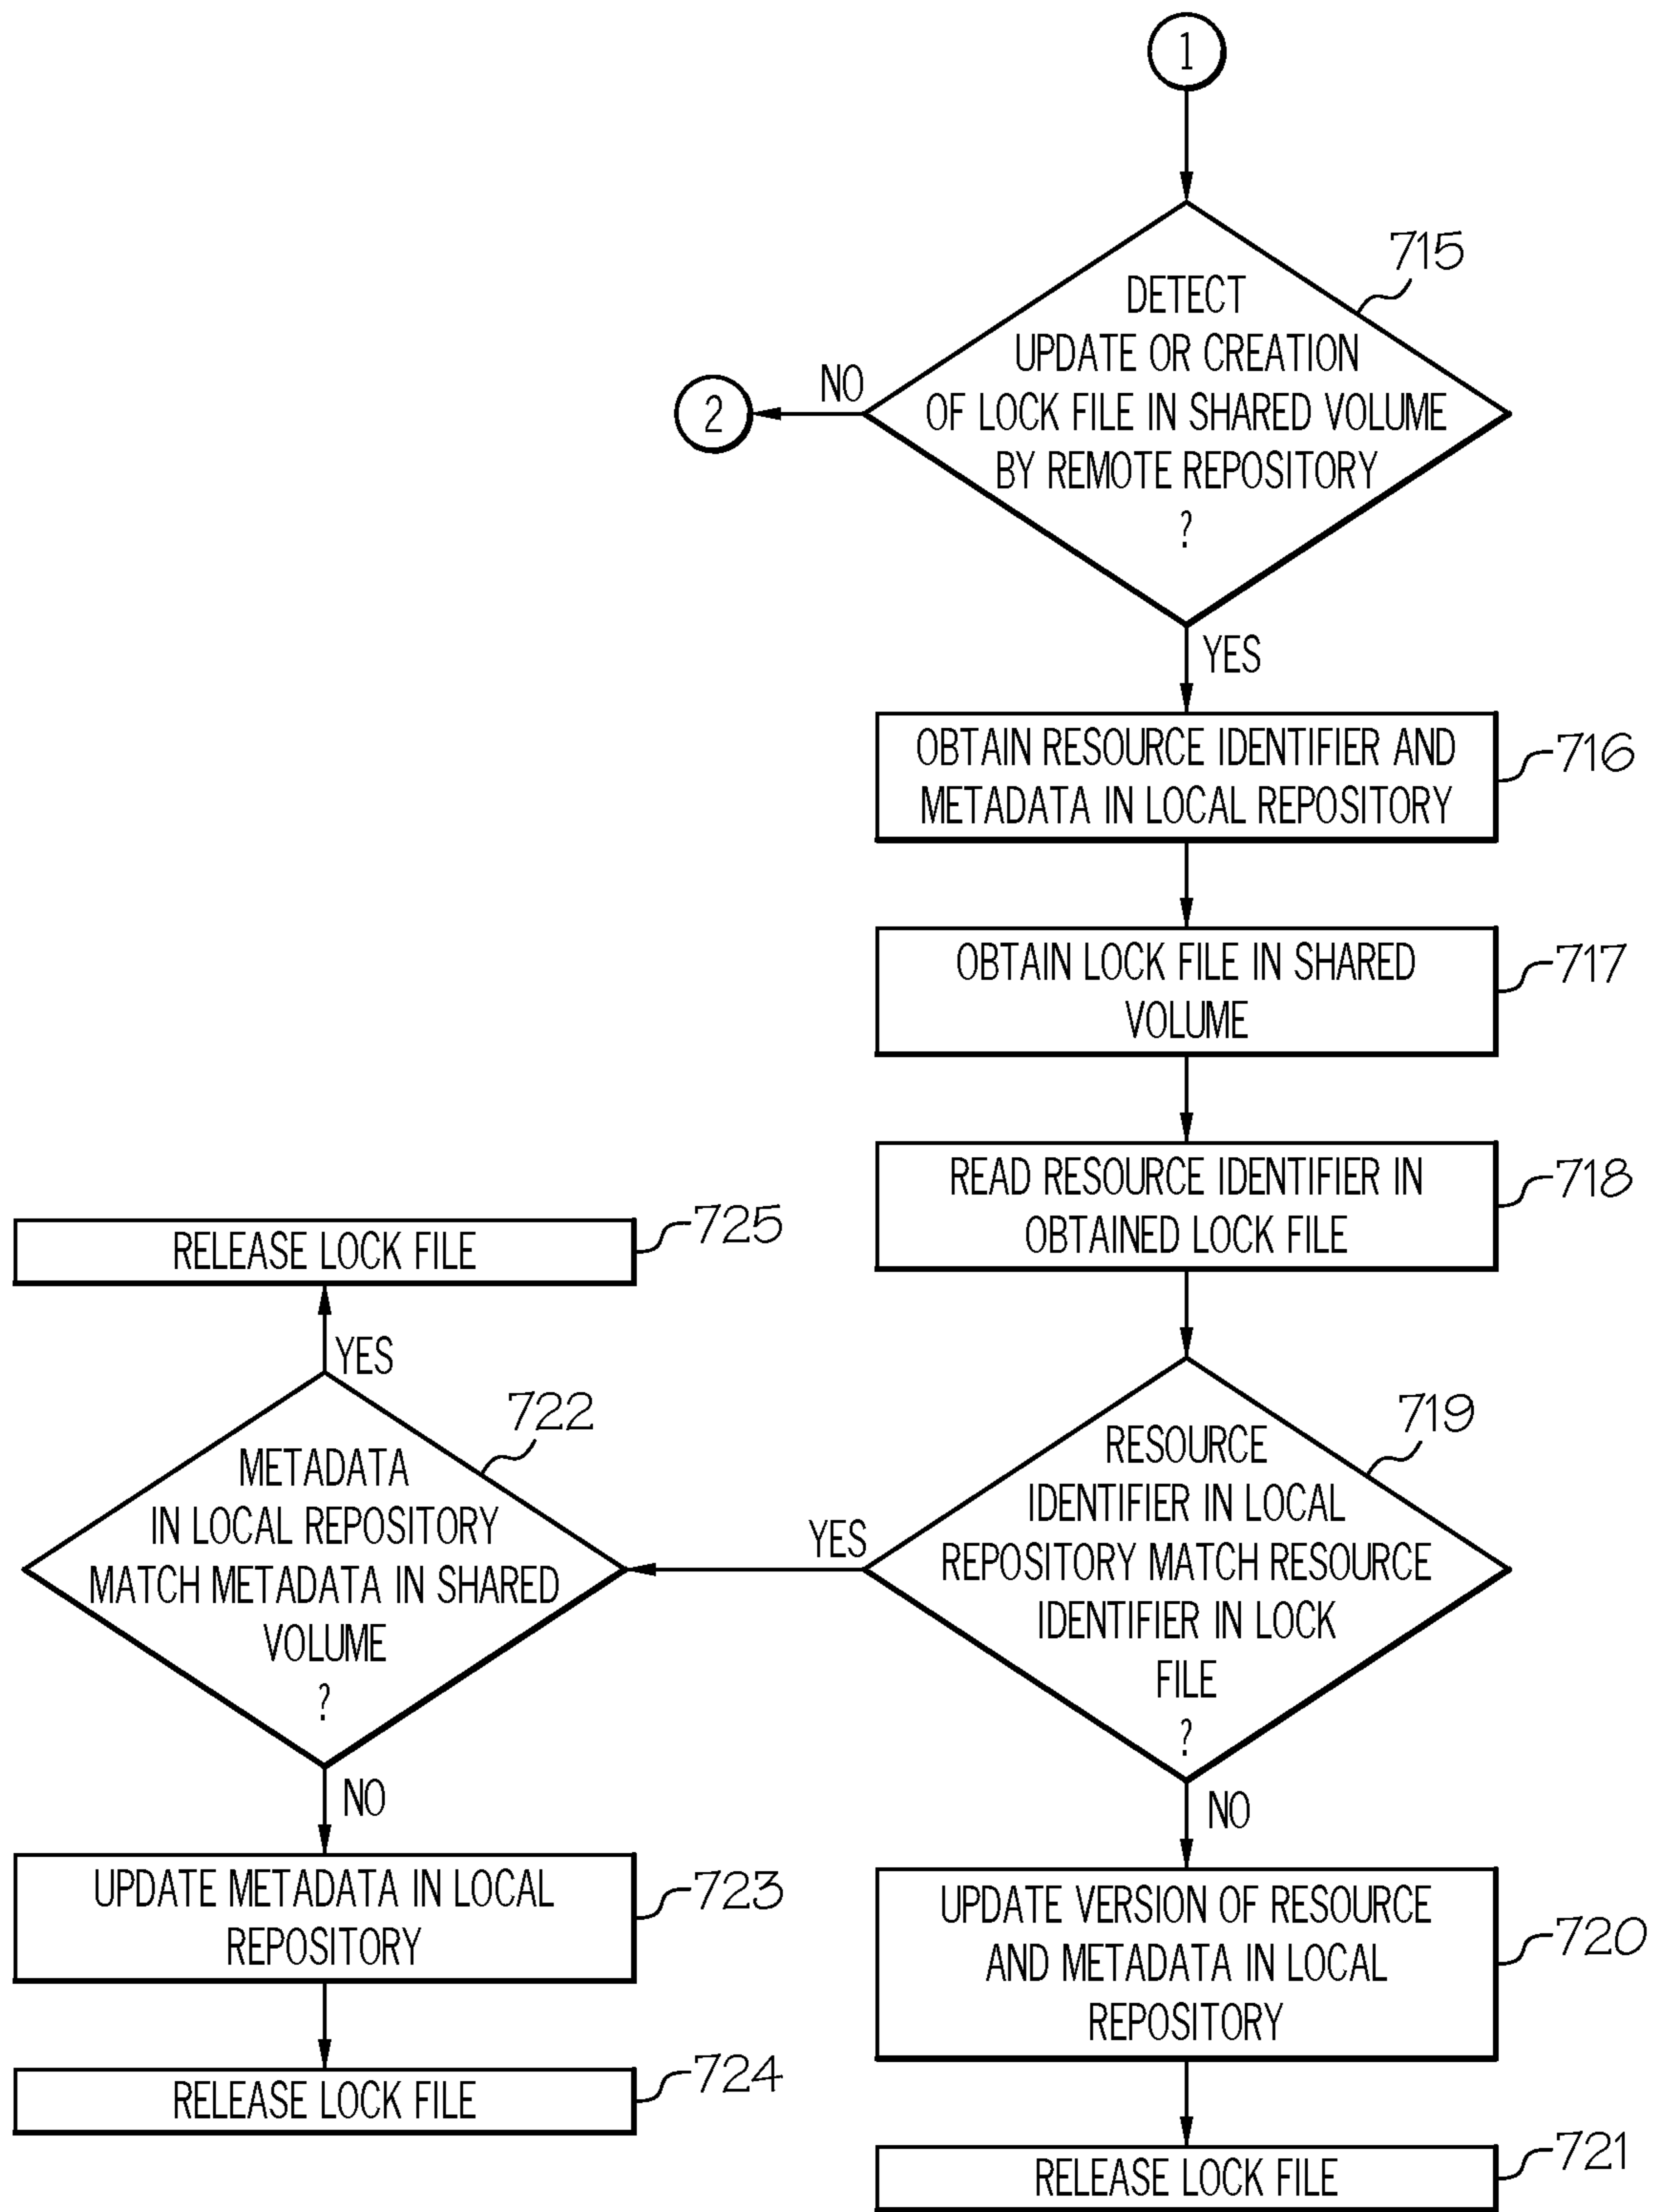 1
715
DETECT
UPDATE OR CREATION
OF LOCK FILE IN SHARED VOLUME
BY REMOTE REPOSITORY
?
NO
2
YES
OBTAIN RESOURCE IDENTIFIER AND
METADATA IN LOCAL REPOSITORY
716
OBTAIN LOCK FILE IN SHARED
VOLUME
717
READ RESOURCE IDENTIFIER IN
OBTAINED LOCK FILE
718
RESOURCE
IDENTIFIER IN LOCAL
REPOSITORY MATCH RESOURCE
IDENTIFIER IN LOCK
FILE
?
719
YES
NO
UPDATE VERSION OF RESOURCE
AND METADATA IN LOCAL
REPOSITORY
720
RELEASE LOCK FILE
721
RELEASE LOCK FILE
725
YES
722
METADATA
IN LOCAL REPOSITORY
MATCH METADATA IN SHARED
VOLUME
?
NO
UPDATE METADATA IN LOCAL
REPOSITORY
723
RELEASE LOCK FILE
724